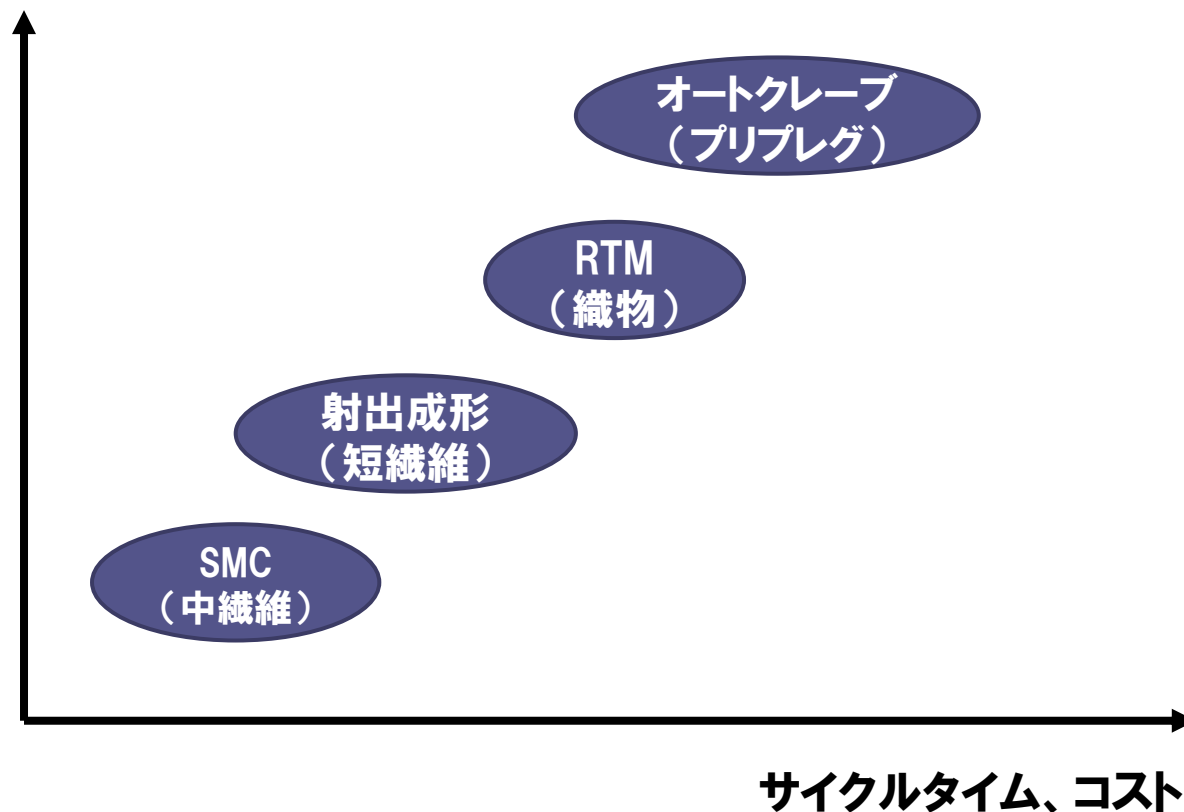 オートクレーブ
（プリプレグ）
RTM
（織物）
射出成形
（短繊維）
SMC
（中繊維）
サイクルタイム、コスト